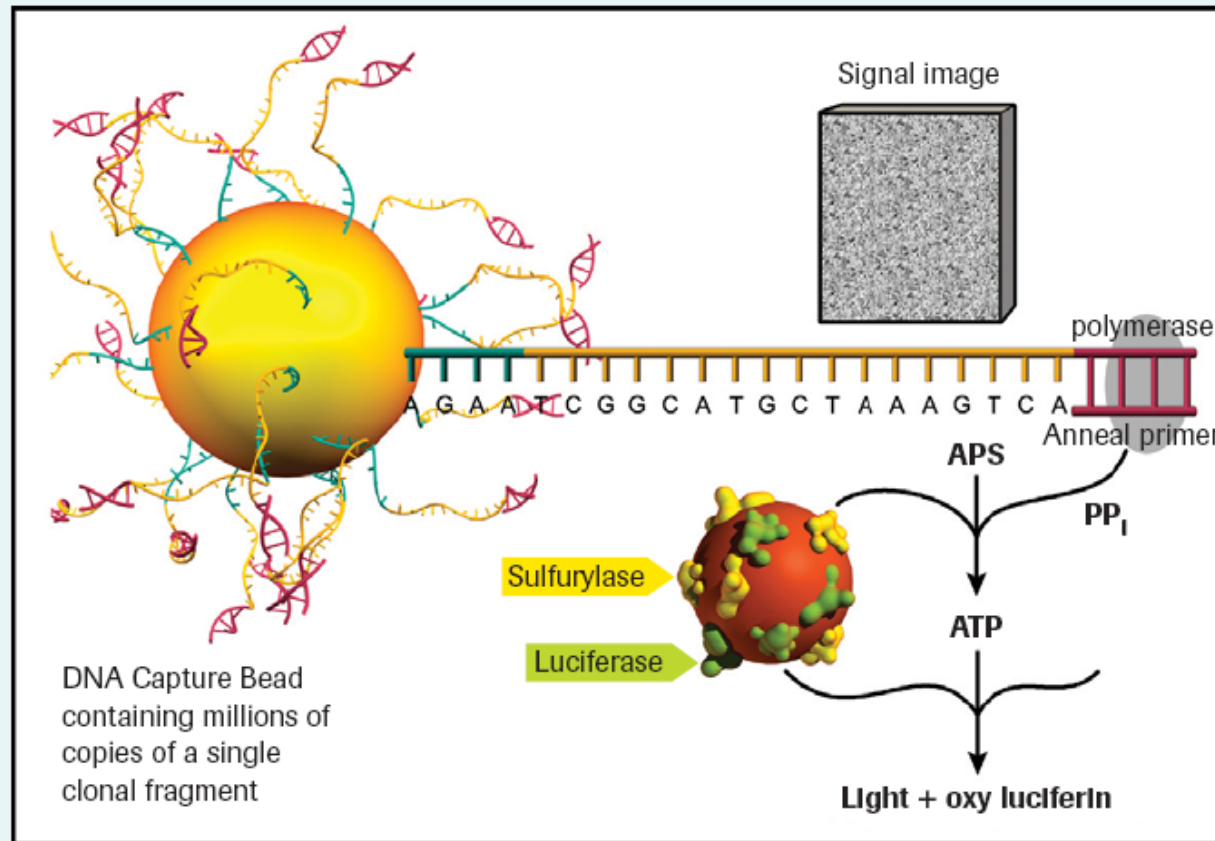 Signal image
polymerase
A G A A T C G G C A T G C T A A A G T C A
Anneal primer
APS
PPI
Sulfurylase
ATP
Luciferase
DNA Capture Bead
containing millions of
copies of a single
clonal fragment
Light + oxy luciferin